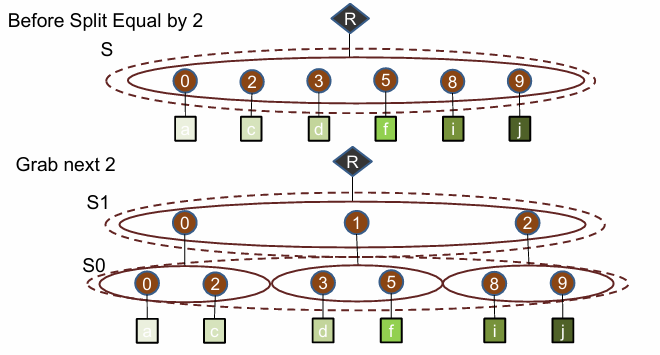 Before Split Equal by 2
R
S
0 2 3 5 8 9
a c d f i j
Grab next 2
R
S1
0 1 2
S0
0 2 3 5 8 9
a c d f i j